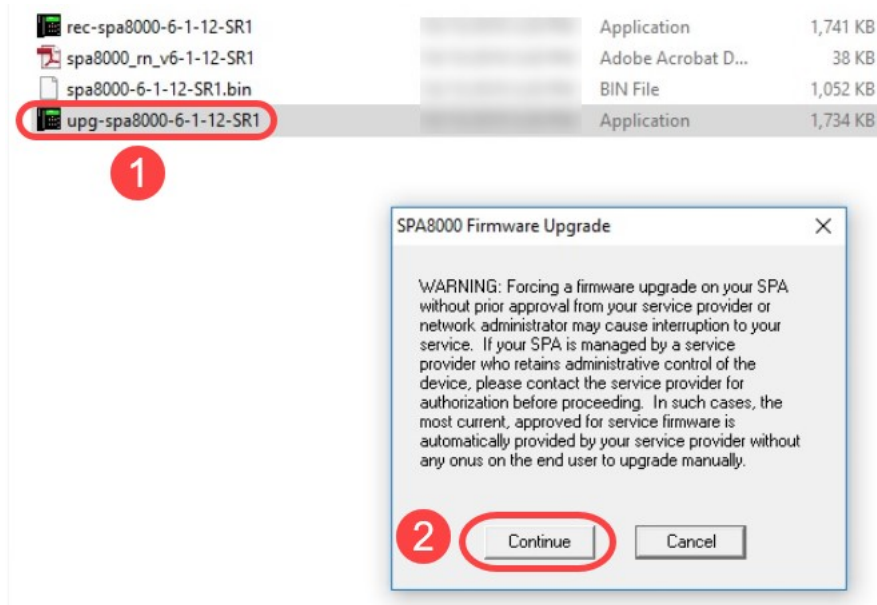 rec-spa8000-6-1-12-SR1 Application 1,741 KB
spa8000_rn_v6-1-12-SR1 Adobe Acrobat D... 38 KB
spa8000-6-1-12-SR1.bin BIN File 1,052 KB
upg-spa8000-6-1-12-SR1 Application 1,734 KB
1
SPA8000 Firmware Upgrade
WARNING: Forcing a firmware upgrade on your SPA
without prior approval from your service provider or
network administrator may cause interruption to your
service. If your SPA is managed by a service
provider who retains administrative control of the
device, please contact the service provider for
authorization before proceeding. In such cases, the
most current, approved for service firmware is
automatically provided by your service provider without
any onus on the end user to upgrade manually.
2 Continue Cancel